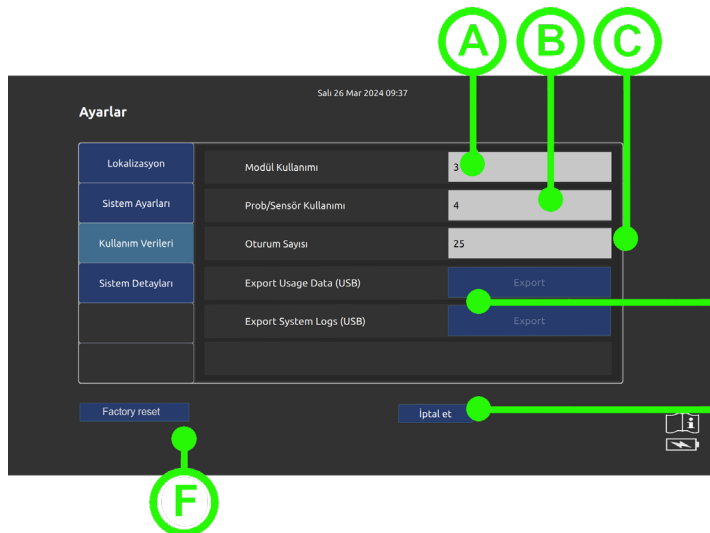 A B C
Salı 26 Mar 2024 09:37
Ayarlar
Lokalizasyon
Modül Kullanımı
3
Sistem Ayarları
Prob/Sensör Kullanımı
4
Kullanım Verileri
Oturum Sayısı
25
Sistem Detayları
Export Usage Data (USB)
Export
Export System Logs (USB)
Export
Factory reset
İptal et
i
F